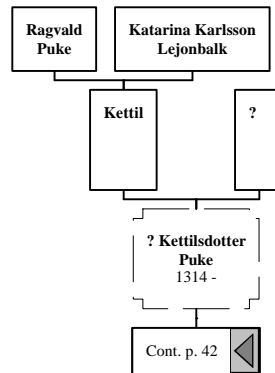 Ragvald
Puke
Katarina Karlsson
Lejonbalk
Kettil
?
? Kettilsdotter
Puke
1314 -
Cont. p. 42